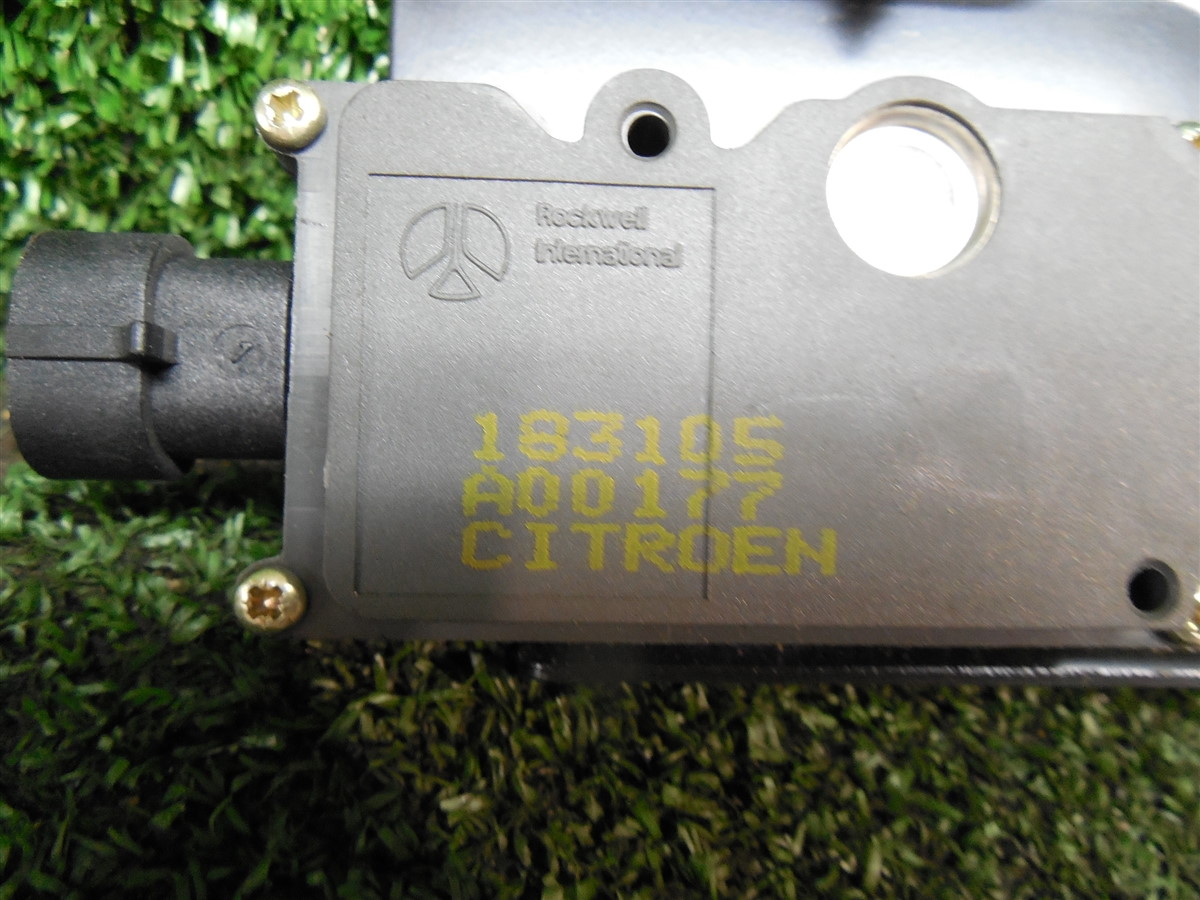 Rockwell
International
183105
A00177
CITROEN